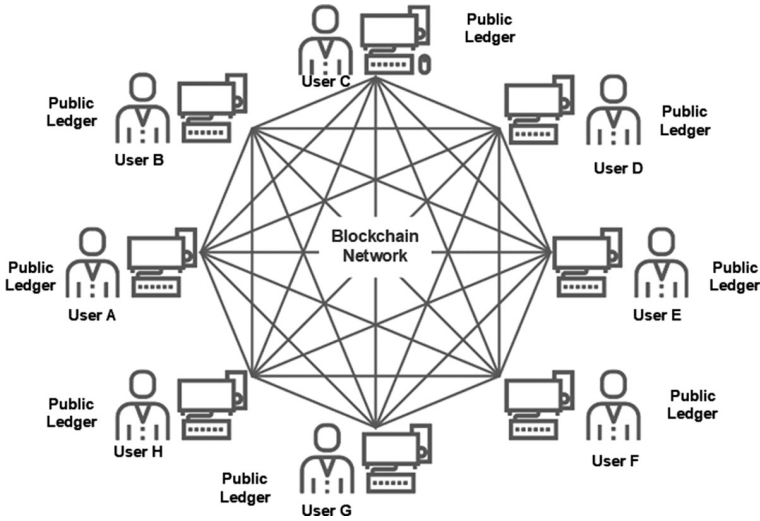 Public
Ledger
User C
Public
Ledger
User B
Public
Ledger
User D
Blockchain
Network
Public
Ledger
User A
Public
Ledger
User E
Public
Ledger
User H
Public
Ledger
User F
Public
Ledger
User G